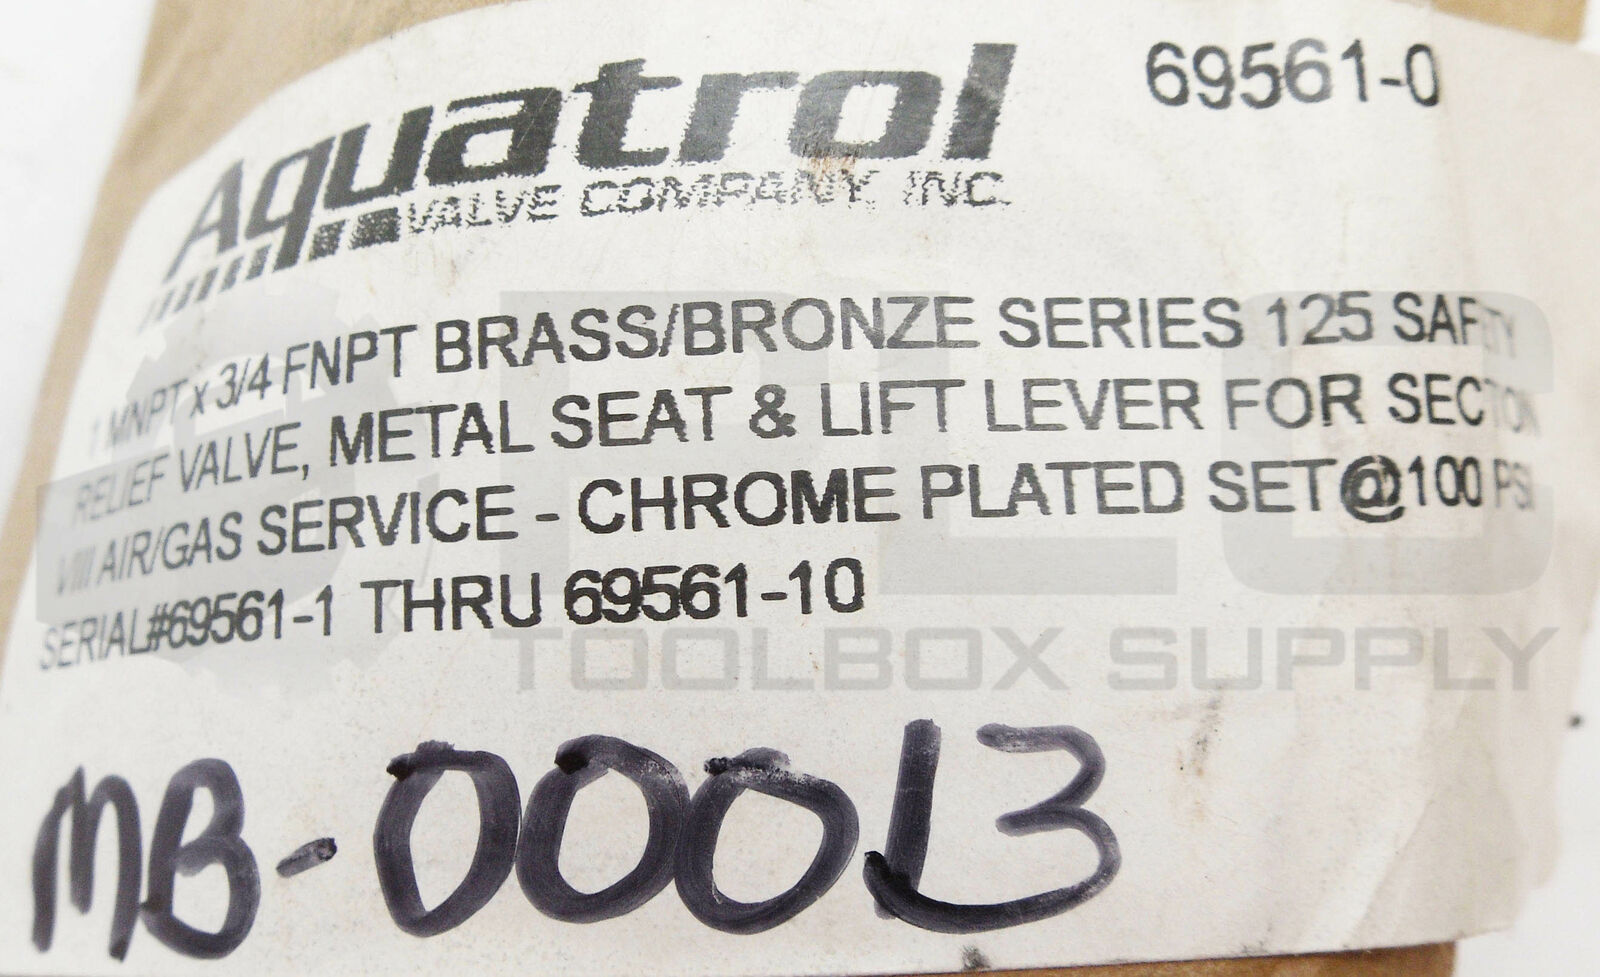 Aquatrol
VALVE COMPANY, INC.
69561-0
1 MNPT x 3/4 FNPT BRASS/BRONZE SERIES 125 SAFETY
RELIEF VALVE, METAL SEAT & LIFT LEVER FOR SECTION
VIII AIR/GAS SERVICE - CHROME PLATED SET@100 PSI
SERIAL#69561-1 THRU 69561-10
PLC
TOOLBOX SUPPLY
MB-00013